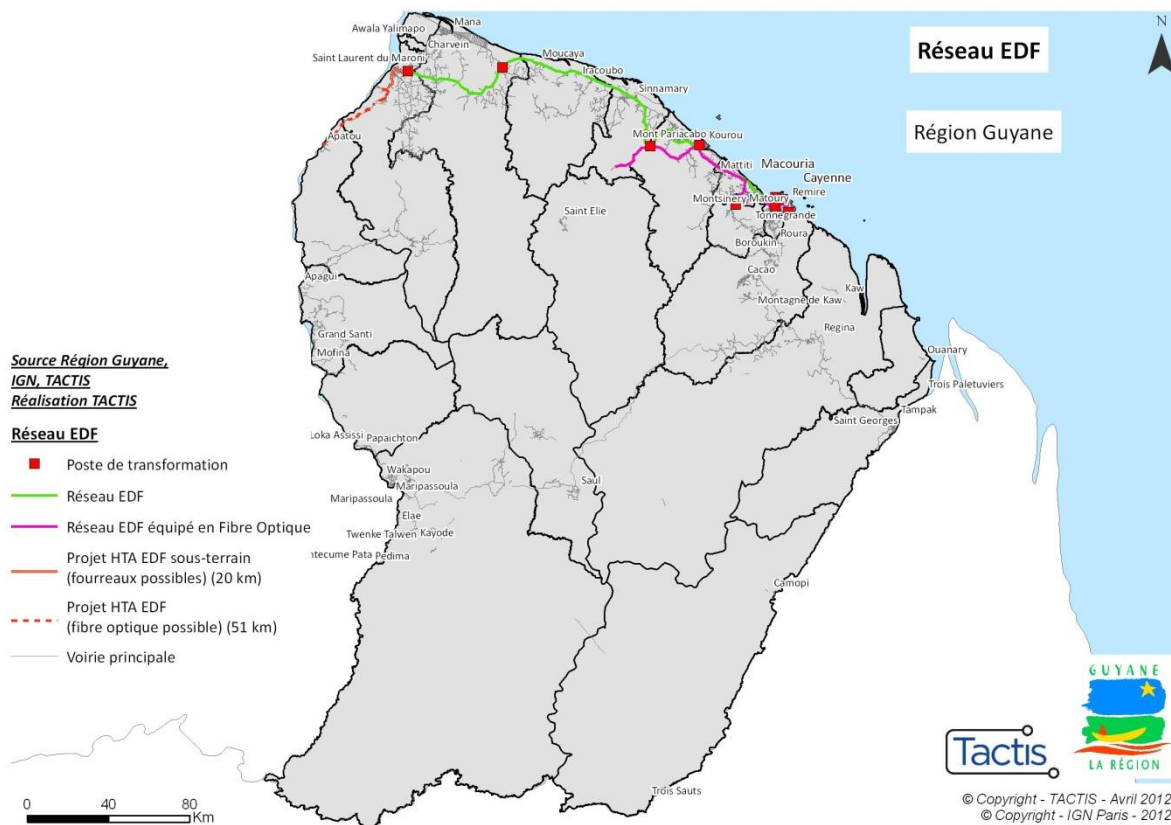 Réseau EDF
Région Guyane
N
Mana
Awala Yalimapo
Charvein
Saint Laurent du Maroni
Moucaya
Iracoubo
Sinnamary
Apatou
Mont Pariacabo
Kourou
Mattiti
Macouria
Cayenne
Remire
Montsinery
Matoury
Tonnegrande
Saint Elie
Roura
Boroukin
Cacao
Apagui
Kaw
Montagne de Kaw
Grand Santi
Regina
Mofina
Ouanary
Trois Paletuviers
Tampak
Saint Georges
Loka Assissi
Papaichton
Wakapou
Maripassoula
Saul
Maripassoula
Elae
Twenke Talwen
Kayode
ntecume Pata
Pedima
Camopi
Trois Sauts
Source Région Guyane,
IGN, TACTIS
Réalisation TACTIS
Réseau EDF
Poste de transformation
Réseau EDF
Réseau EDF équipé en Fibre Optique
Projet HTA EDF sous-terrain
(fourreaux possibles) (20 km)
Projet HTA EDF
(fibre optique possible) (51 km)
Voirie principale
0 40 80
Km
Tactis
GUYANE
LA RÉGION
© Copyright - TACTIS - Avril 2012
© Copyright - IGN Paris - 2012